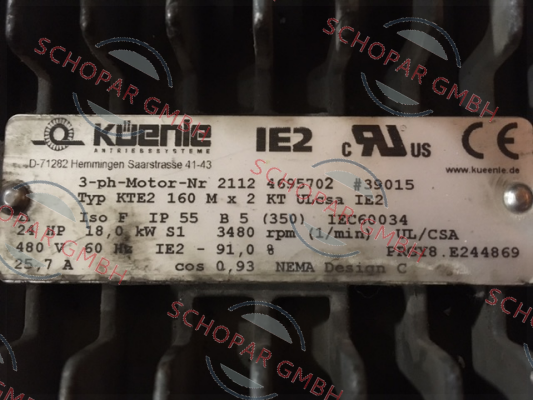 SCHOPAR GMBH
SCHOPAR GMBH
KÜENLE IE2 c RU US CE
ANTRIEBSSYSTEME
D-71282 Hemmingen Saarstrasse 41-43 www.kueenle.de
3-ph-Motor-Nr 2112 4695702 #39015
Typ KTE2 160 M x 2 KT ULcsa IE2
Iso F IP 55 B 5 (350) IEC60034
24 HP 18,0 kW S1 3480 rpm (1/min) UL/CSA
480 V 60 Hz IE2 - 91,0 % PRGY8.E244869
25,7 A cos 0,93 NEMA Design C
SCHOPAR GMBH
SCHOPAR GMBH